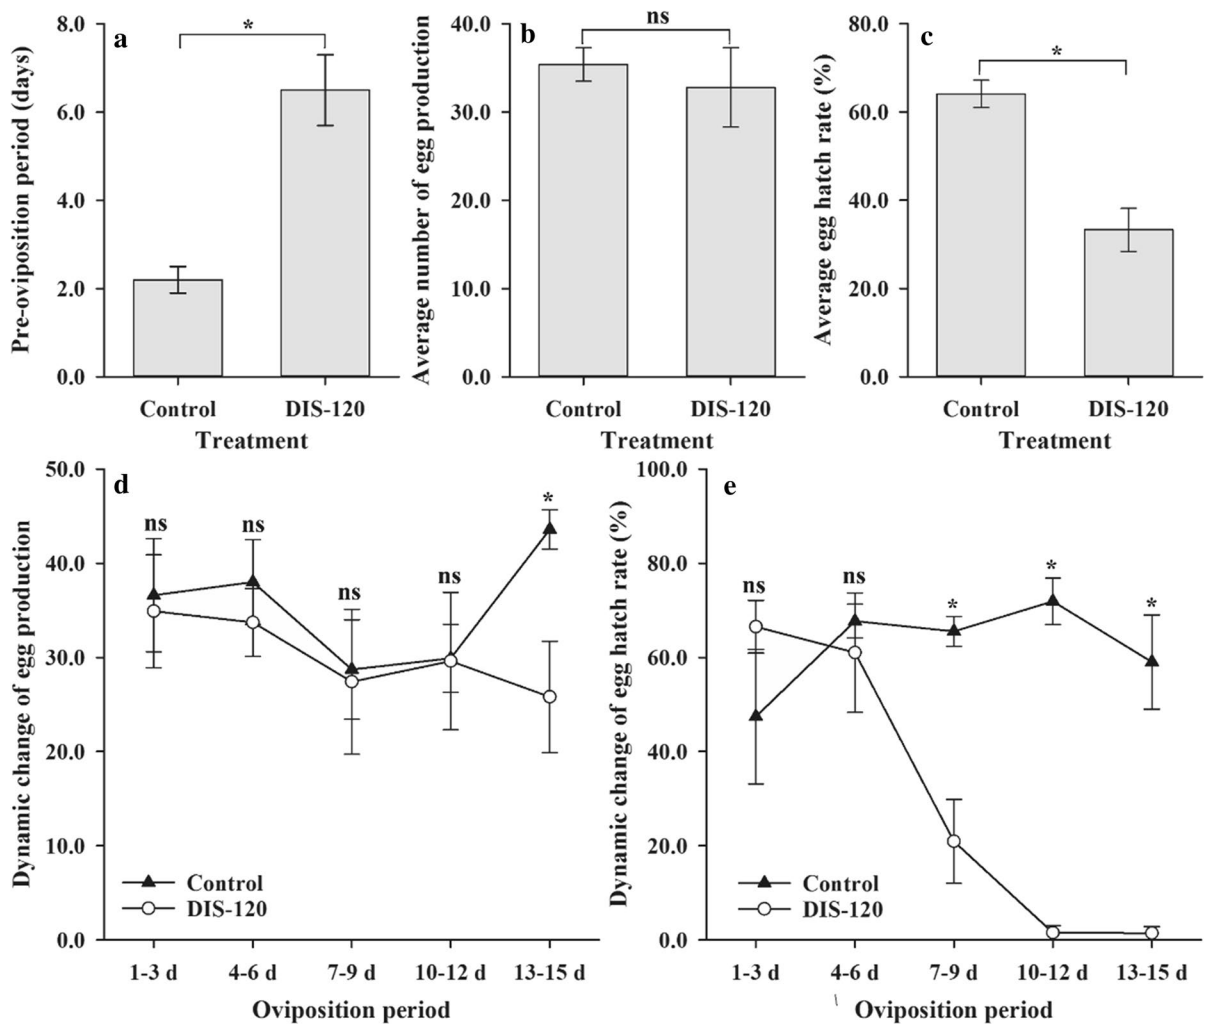 a
*
Pre-oviposition period (days)
8.0
6.0
4.0
2.0
0.0
Control DIS-120
Treatment
b
ns
Average number of egg production
40.0
30.0
20.0
10.0
0.0
Control DIS-120
Treatment
c
*
Average egg hatch rate (%)
80.0
60.0
40.0
20.0
0.0
Control DIS-120
Treatment
d
Dynamic change of egg production
50.0
40.0
30.0
20.0
10.0
0.0
ns ns ns ns *
Control
DIS-120
1-3 d 4-6 d 7-9 d 10-12 d 13-15 d
Oviposition period
e
Dynamic change of egg hatch rate (%)
100.0
80.0
60.0
40.0
20.0
0.0
ns ns * * *
Control
DIS-120
1-3 d 4-6 d 7-9 d 10-12 d 13-15 d
Oviposition period